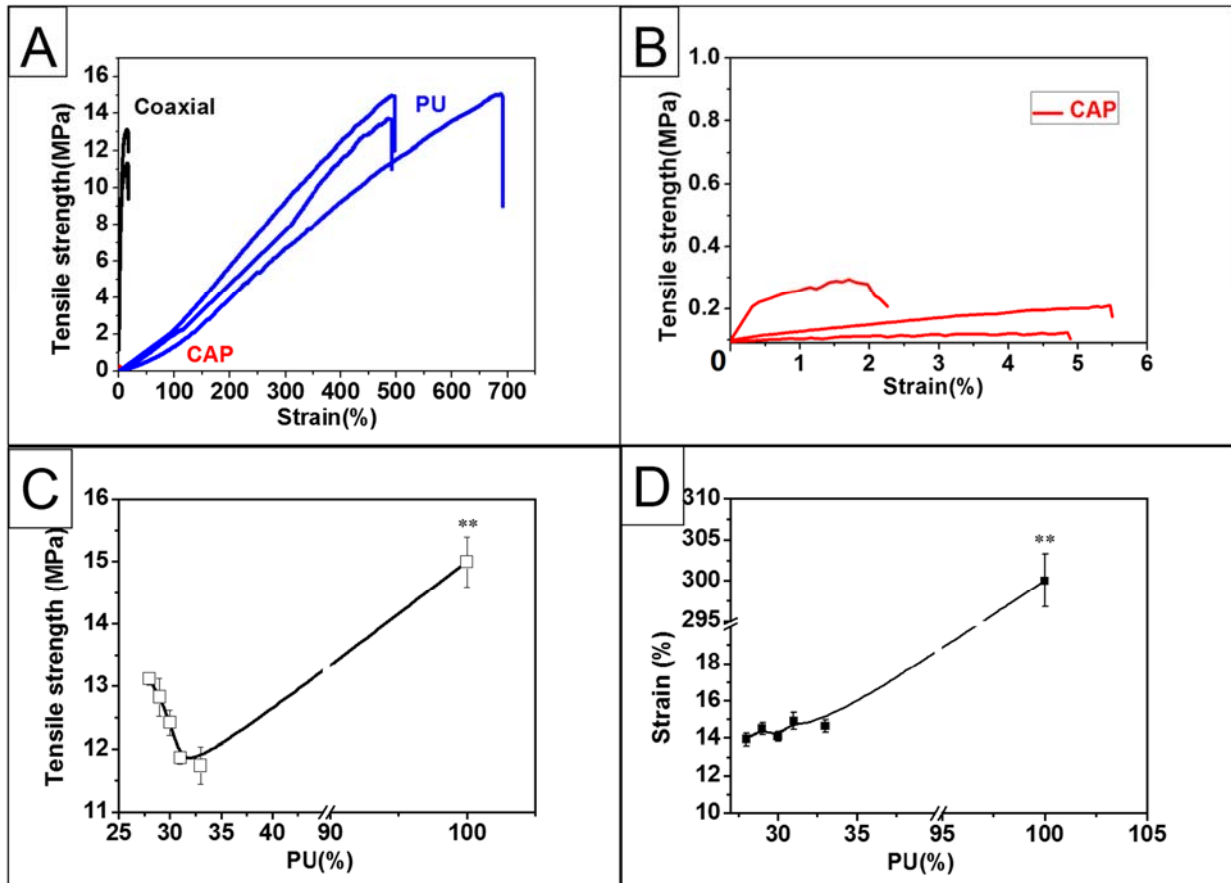 A
Tensile strength(MPa)
16
14
12
10
8
6
4
2
0
Coaxial
PU
CAP
0 100 200 300 400 500 600 700
Strain(%)
B
Tensile strength(MPa)
1.0
0.8
0.6
0.4
0.2
CAP
0 1 2 3 4 5 6
Strain(%)
C
Tensile strength (MPa)
16
15
14
13
12
11
**
25 30 35 40 90 100
PU(%)
D
Strain (%)
310
305
300
295
18
16
14
12
10
**
30 35 95 100 105
PU(%)